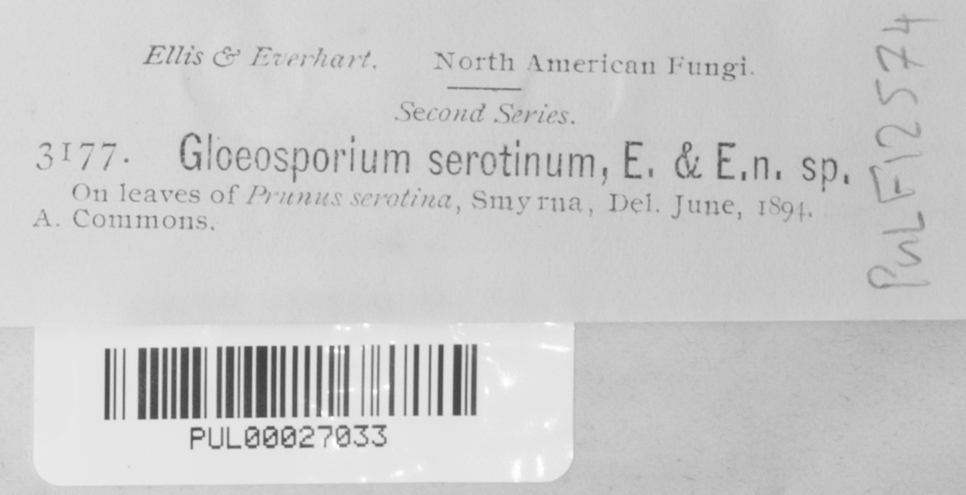 Ellis & Everhart. North American Fungi.
Second Series.
3177. Gloeosporium serotinum, E. & E.n. sp.
On leaves of Prunus serotina, Smyrna, Del. June, 1894.
A. Commons.
PUL F12574
PUL00027033